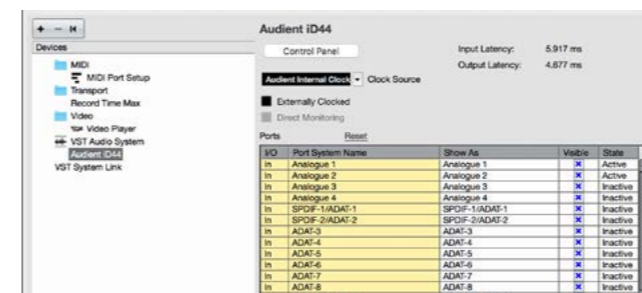 Devices
MIDI
MIDI Port Setup
Transport
Record Time Max
Video
Video Player
VST Audio System
Audient iD44
VST System Link
Audient iD44
Control Panel
Input Latency: 5.917 ms
Output Latency: 4.877 ms
Audient Internal Clock Clock Source
Externally Clocked
Direct Monitoring
Ports Reset
I/O Port System Name Show As Visible State
In Analogue 1 Analogue 1 Active
In Analogue 2 Analogue 2 Active
In Analogue 3 Analogue 3 Inactive
In Analogue 4 Analogue 4 Inactive
In SPDIF-1/ADAT-1 SPDIF-1/ADAT-1 Inactive
In SPDIF-2/ADAT-2 SPDIF-2/ADAT-2 Inactive
In ADAT-3 ADAT-3 Inactive
In ADAT-4 ADAT-4 Inactive
In ADAT-5 ADAT-5 Inactive
In ADAT-6 ADAT-6 Inactive
In ADAT-7 ADAT-7 Inactive
In ADAT-8 ADAT-8 Inactive